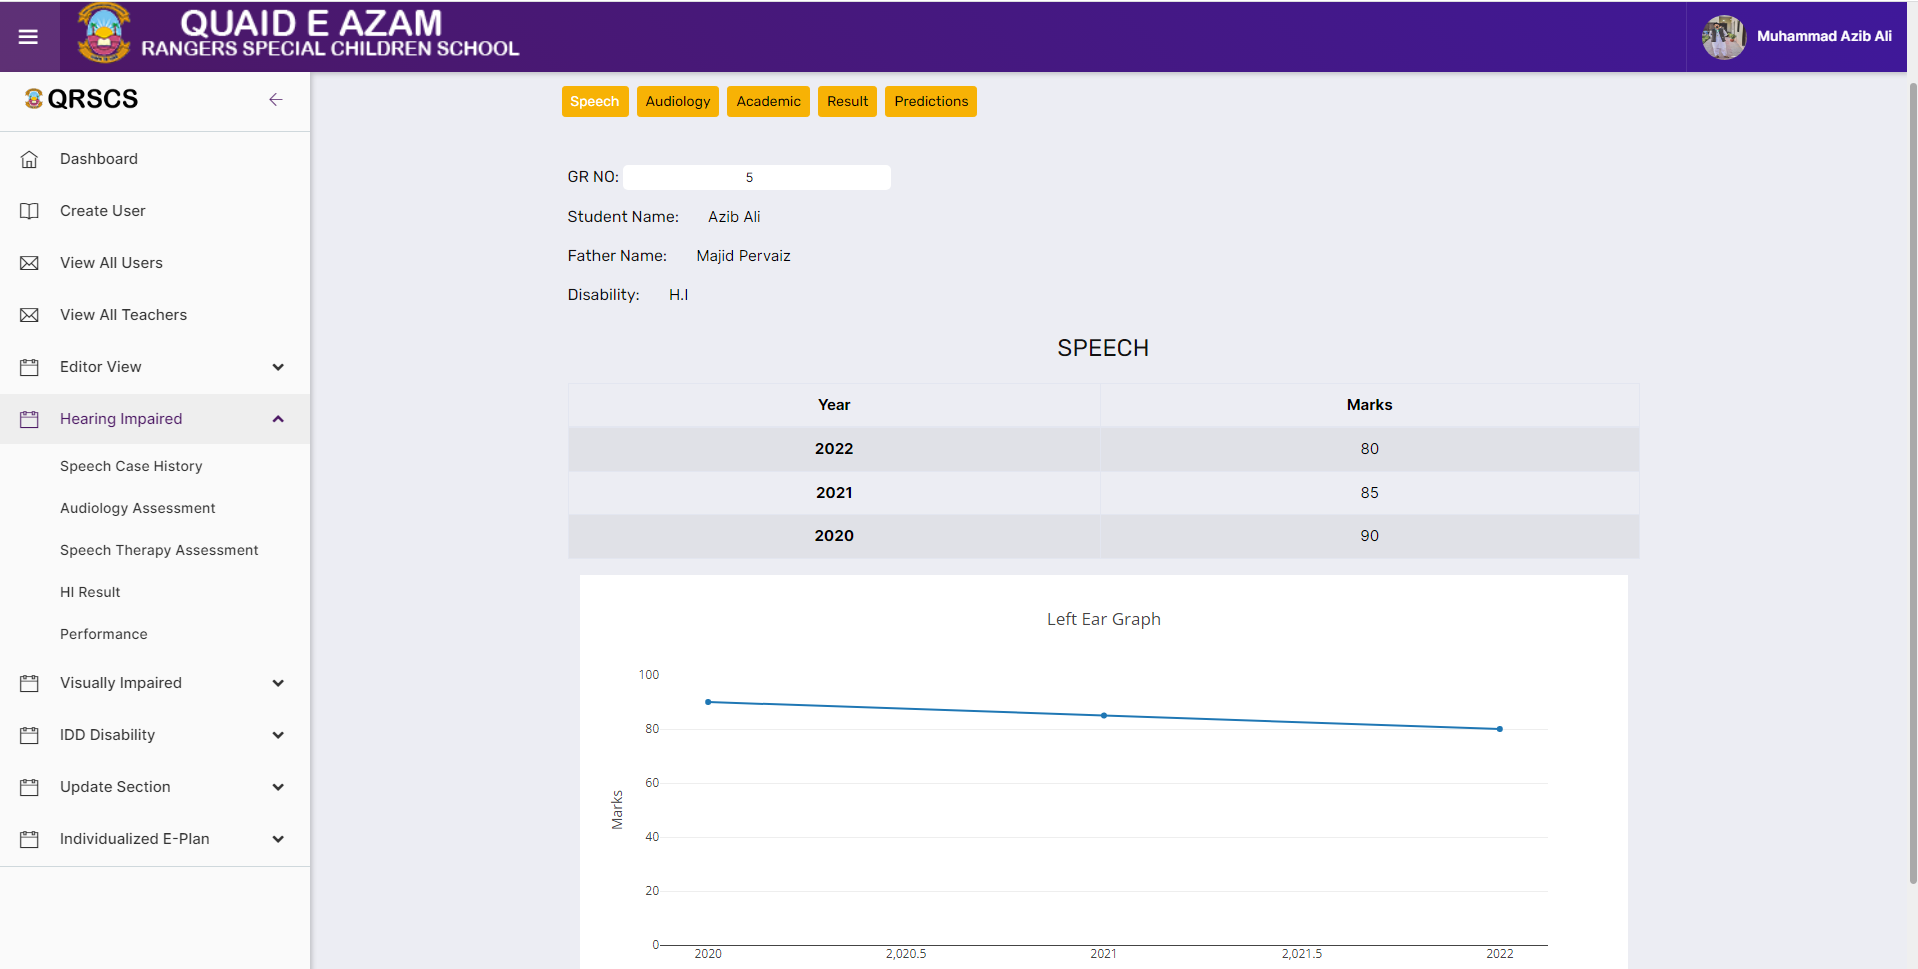 QUAID E AZAM
RANGERS SPECIAL CHILDREN SCHOOL
Muhammad Azib Ali
QRSCS
Dashboard
Create User
View All Users
View All Teachers
Editor View
Hearing Impaired
Speech Case History
Audiology Assessment
Speech Therapy Assessment
HI Result
Performance
Visually Impaired
IDD Disability
Update Section
Individualized E-Plan
Speech Audiology Academic Result Predictions
GR NO: 5
Student Name: Azib Ali
Father Name: Majid Pervaiz
Disability: H.I
SPEECH
Year Marks
2022 80
2021 85
2020 90
Left Ear Graph
100
80
60
Marks
40
20
0
2020 2,020.5 2021 2,021.5 2022